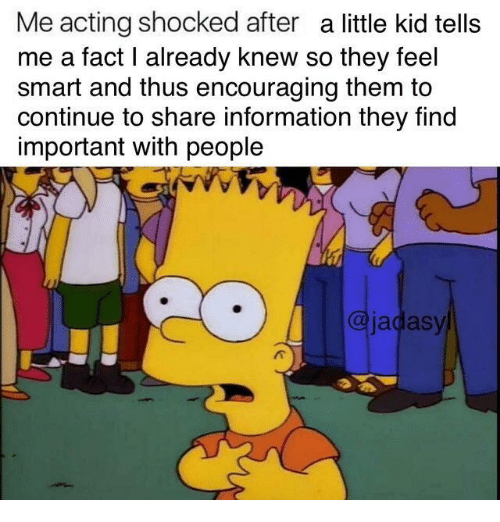 Me acting shocked after a little kid tells
me a fact I already knew so they feel
smart and thus encouraging them to
continue to share information they find
important with people
@jadasyl